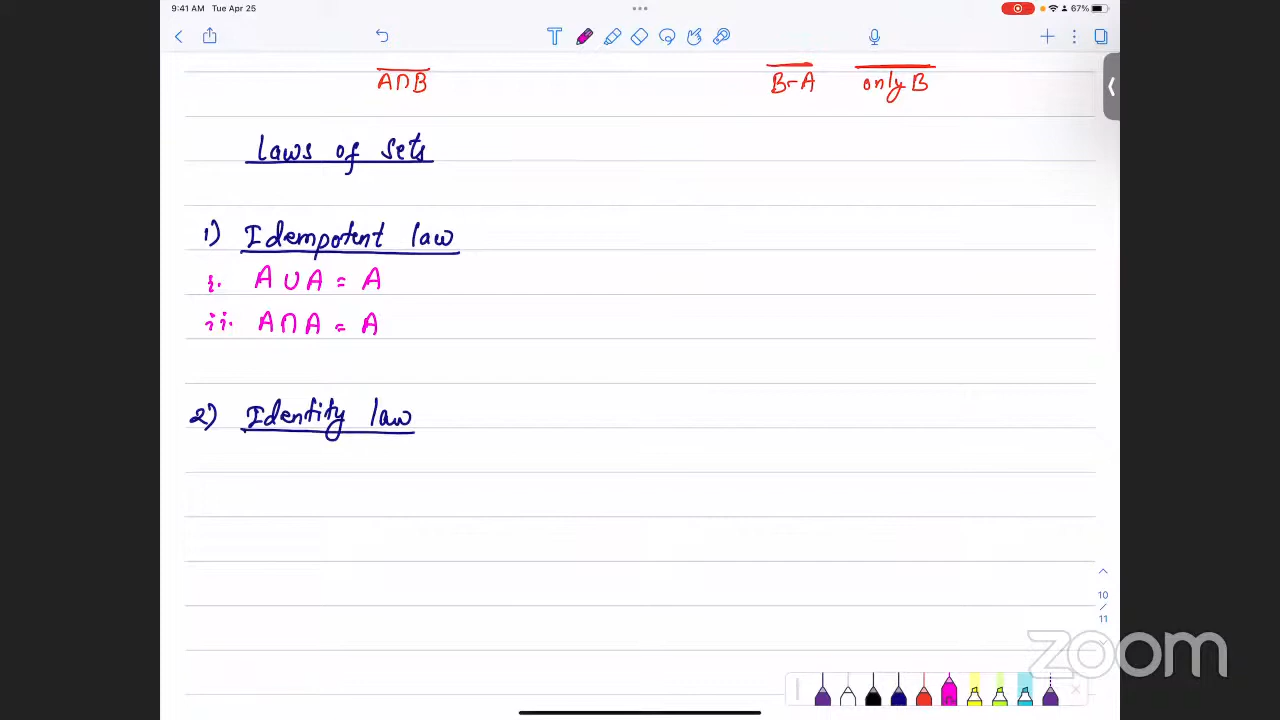 9:41 AM Tue Apr 25
67%
A∩B B-A only B
Laws of sets
1) Idempotent law
i. A ∪ A = A
ii. A ∩ A = A
2) Identity law
10
/
11
zoom